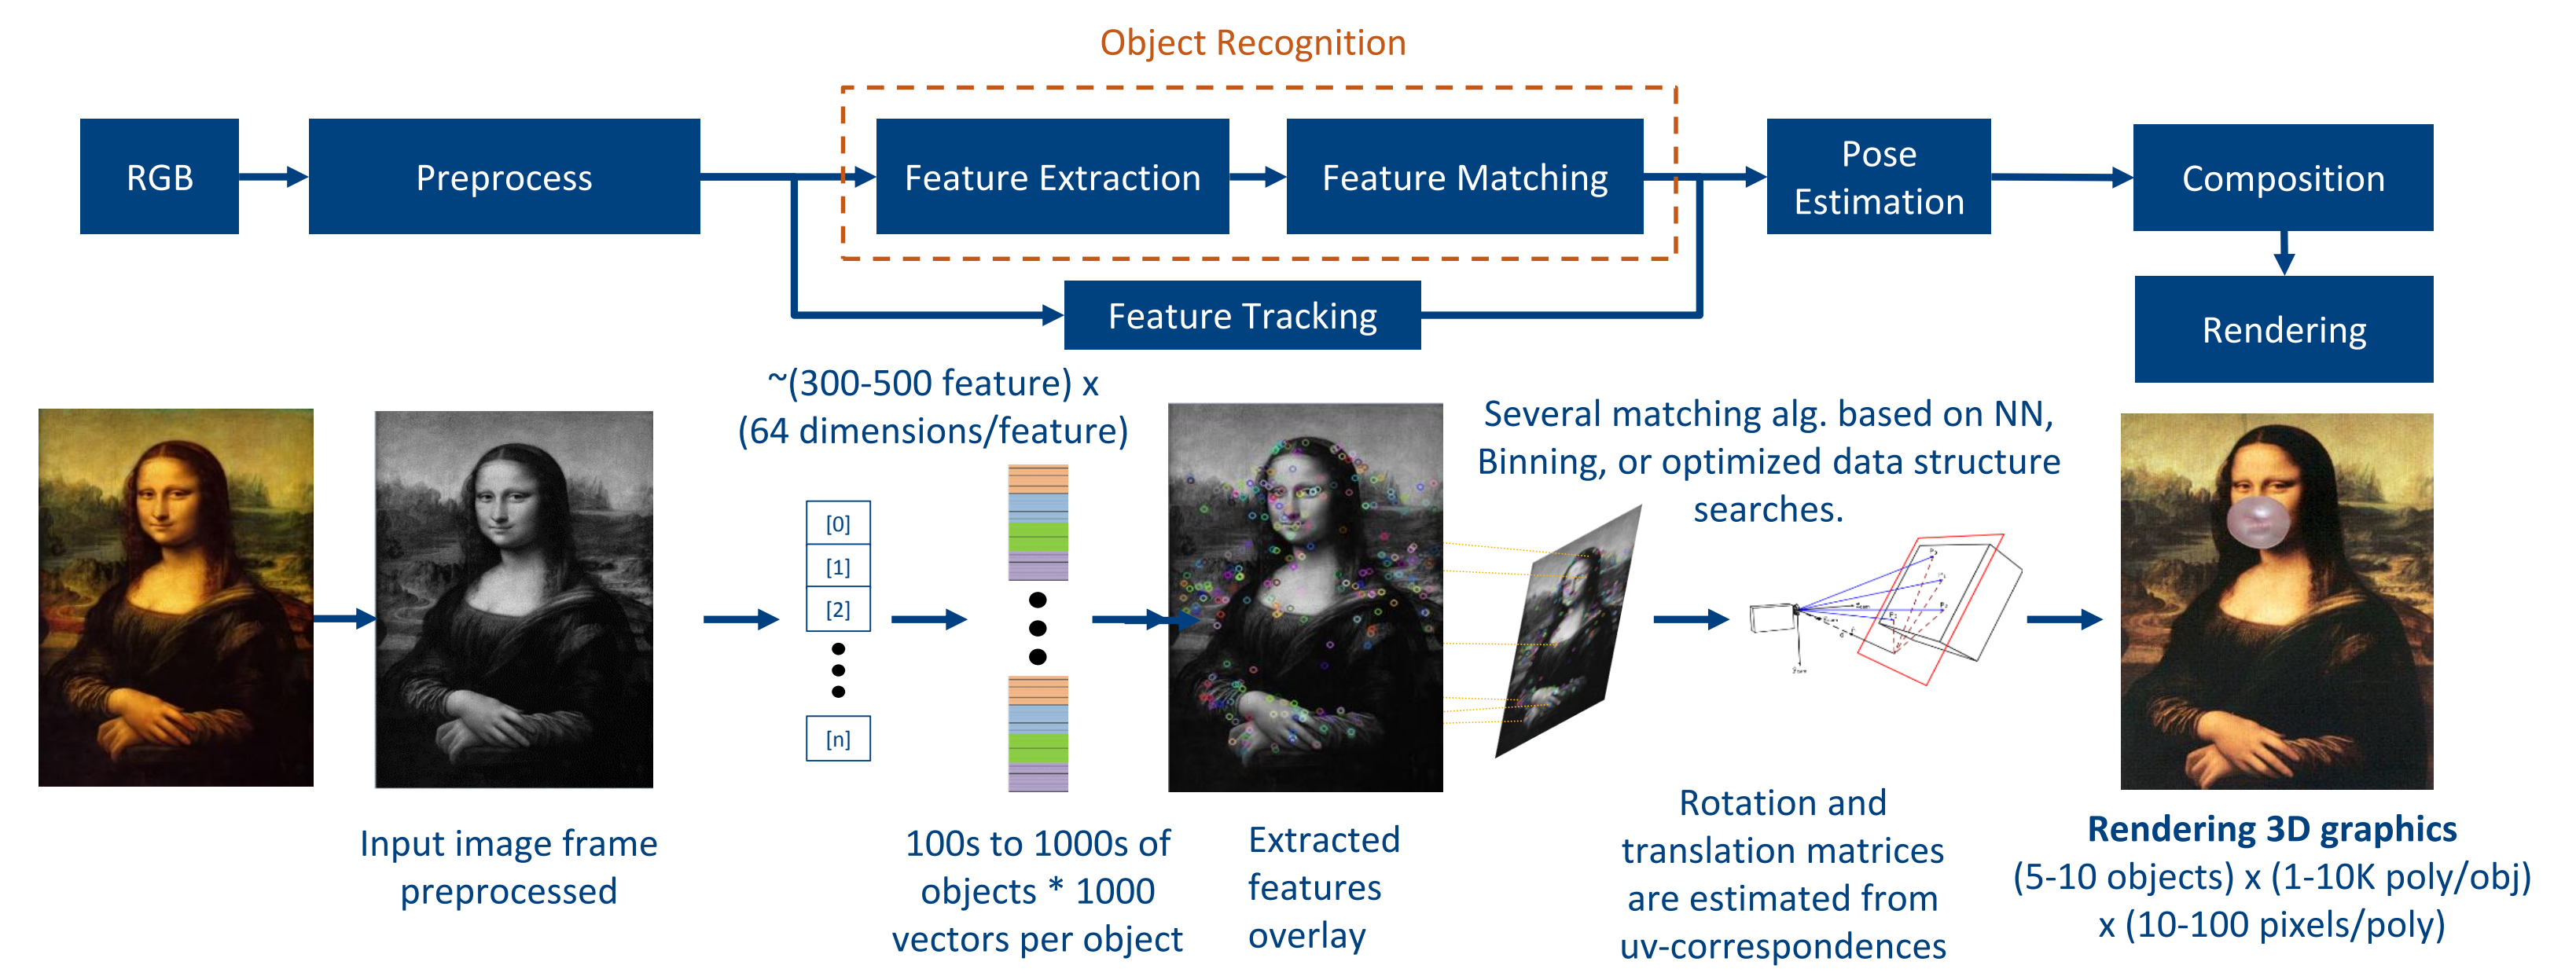 Object Recognition
RGB
Preprocess
Feature Extraction
Feature Matching
Pose
Estimation
Composition
Feature Tracking
Rendering
~(300-500 feature) x
(64 dimensions/feature)
Several matching alg. based on NN,
Binning, or optimized data structure
searches.
[0]
[1]
[2]
[n]
Input image frame
preprocessed
100s to 1000s of
objects * 1000
vectors per object
Extracted
features
overlay
Rotation and
translation matrices
are estimated from
uv-correspondences
Rendering 3D graphics
(5-10 objects) x (1-10K poly/obj)
x (10-100 pixels/poly)